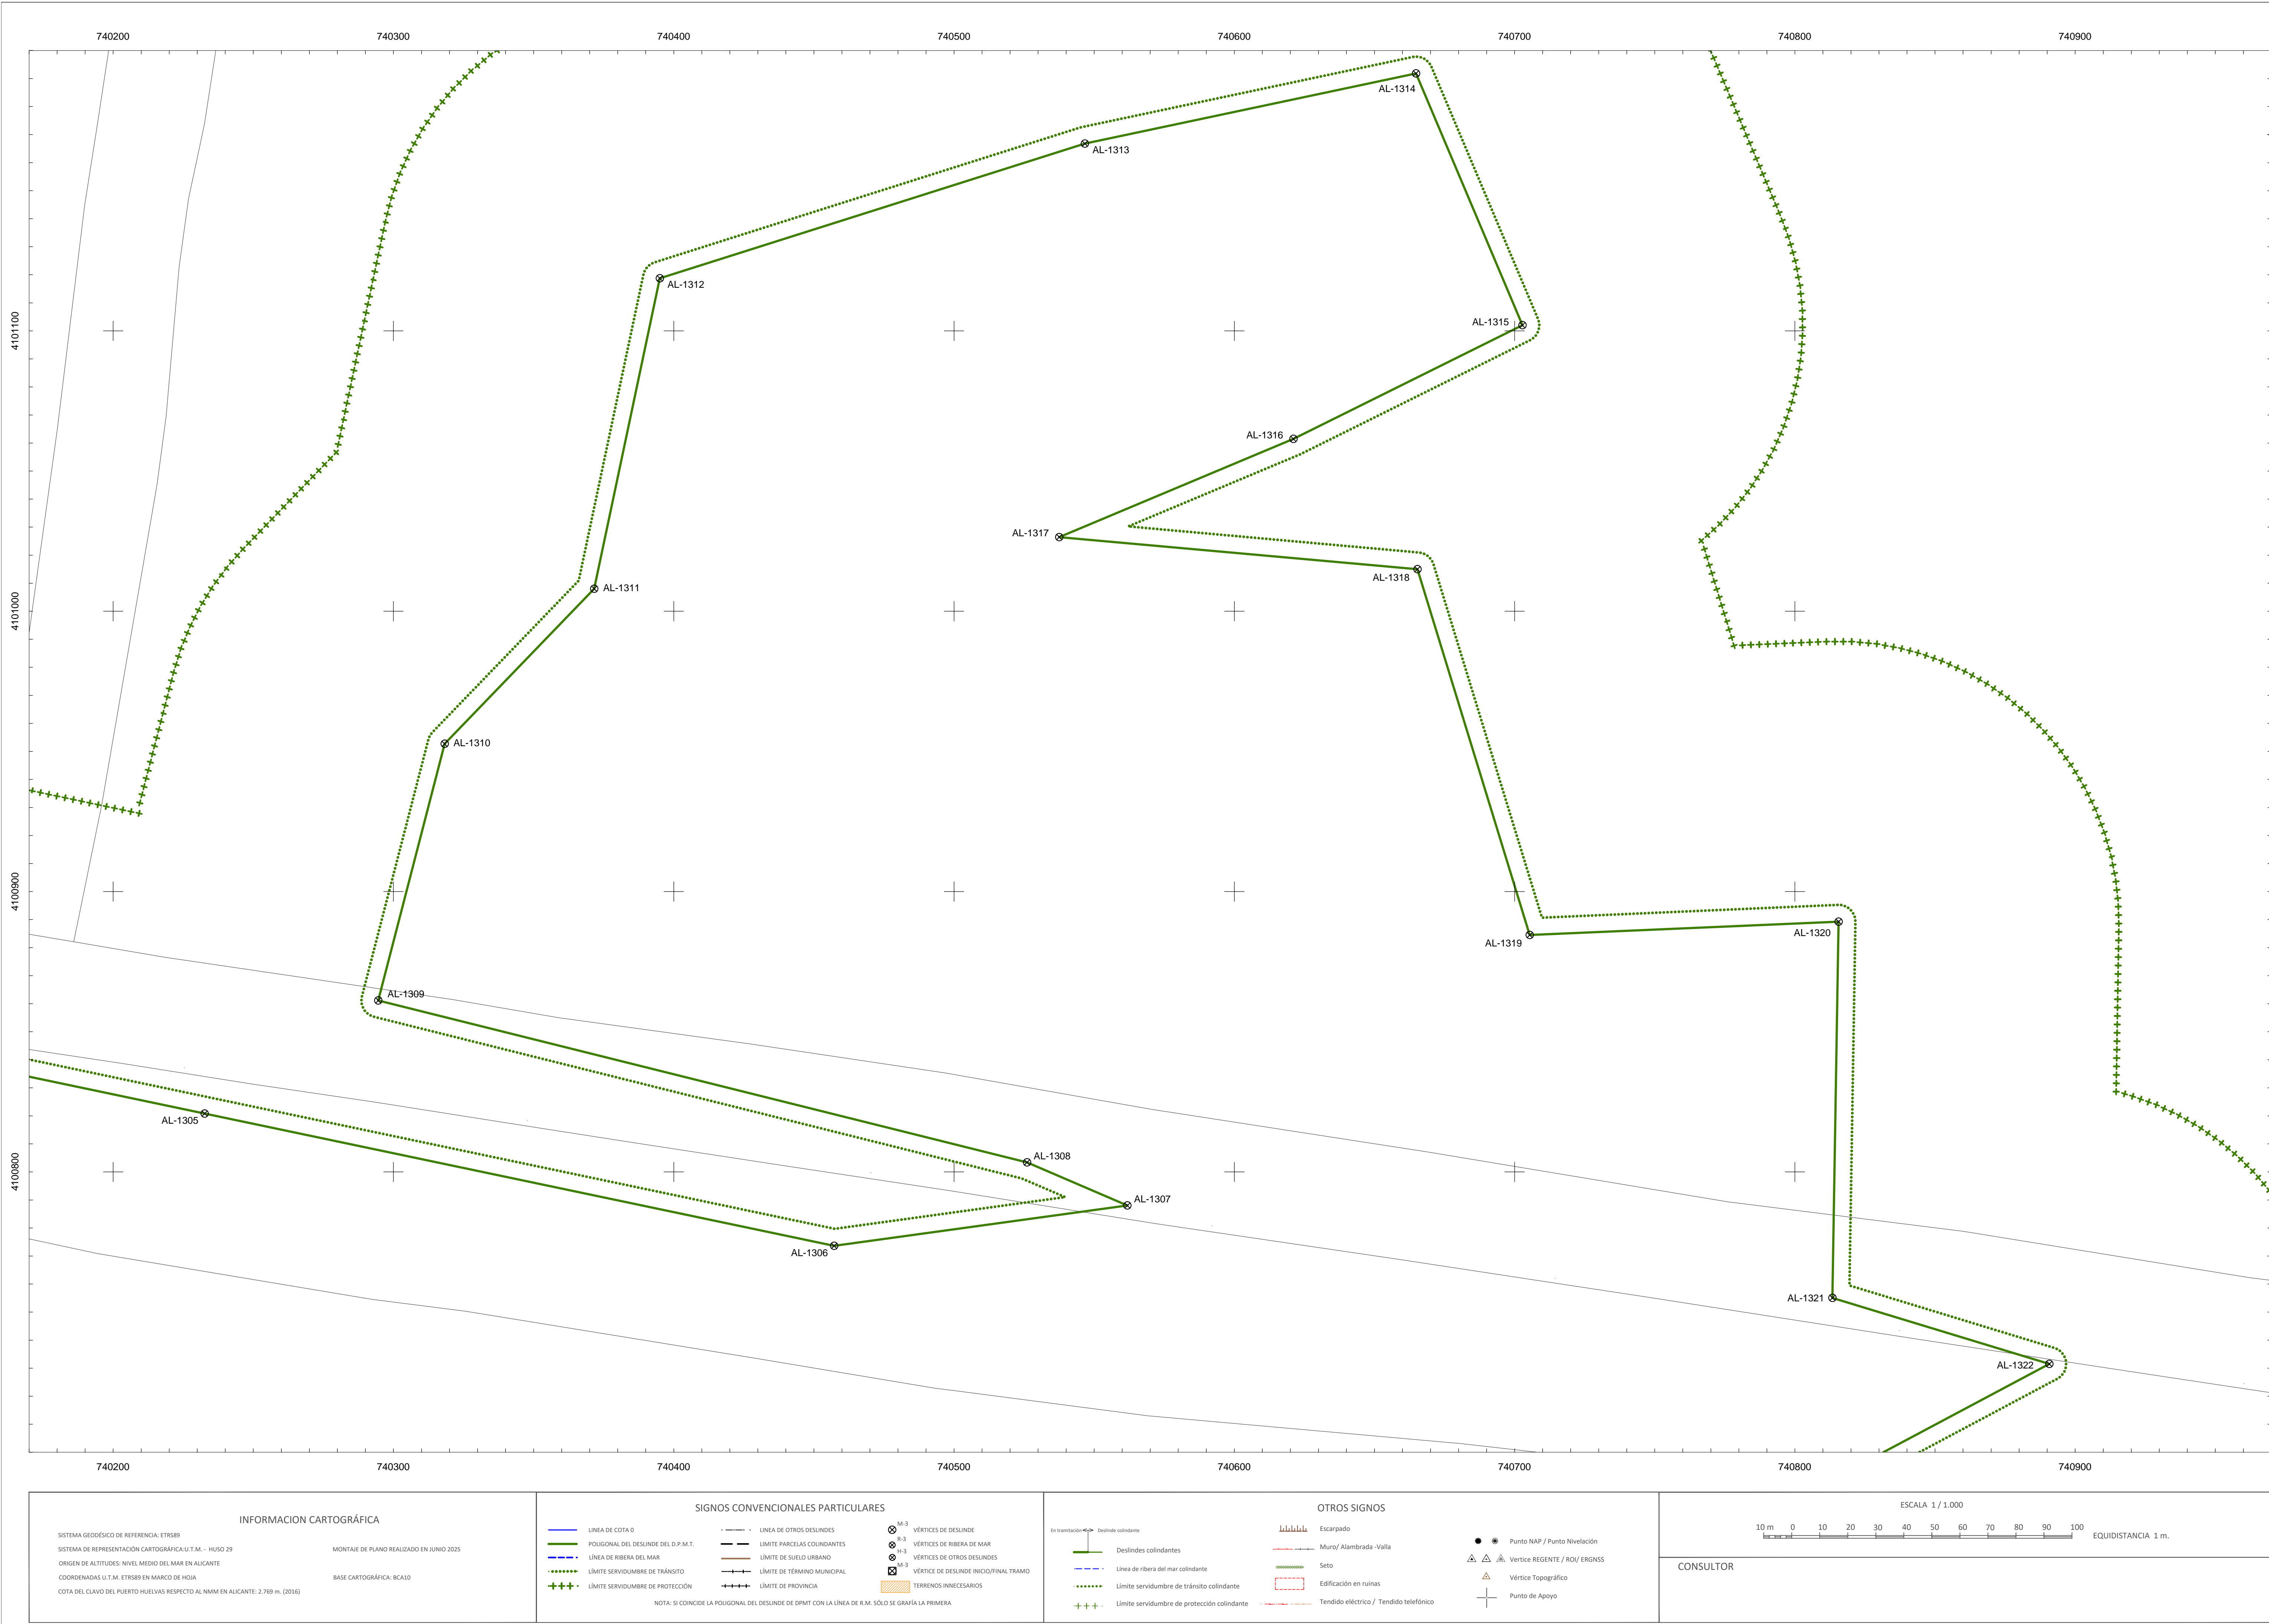 740200 740300 740400 740500 740600 740700 740800 740900
AL-1314
AL-1313
AL-1312
4101100
AL-1315
AL-1316
AL-1317
AL-1318
AL-1311
4101000
AL-1310
4100900
AL-1320
AL-1319
AL-1309
AL-1305
AL-1308
4100800
AL-1307
AL-1306
AL-1321
AL-1322
740200 740300 740400 740500 740600 740700 740800 740900
INFORMACION CARTOGRÁFICA
SISTEMA GEODÉSICO DE REFERENCIA: ETRS89
SISTEMA DE REPRESENTACIÓN CARTOGRÁFICA:U.T.M. - HUSO 29
MONTAJE DE PLANO REALIZADO EN JUNIO 2025
ORIGEN DE ALTITUDES: NIVEL MEDIO DEL MAR EN ALICANTE
COORDENADAS U.T.M. ETRS89 EN MARCO DE HOJA
BASE CARTOGRÁFICA: BCA10
COTA DEL CLAVO DEL PUERTO HUELVAS RESPECTO AL NMM EN ALICANTE: 2.769 m. (2016)
SIGNOS CONVENCIONALES PARTICULARES
LINEA DE COTA 0
POLIGONAL DEL DESLINDE DEL D.P.M.T.
LÍNEA DE RIBERA DEL MAR
LÍMITE SERVIDUMBRE DE TRÁNSITO
LÍMITE SERVIDUMBRE DE PROTECCIÓN
LINEA DE OTROS DESLINDES
LIMITE PARCELAS COLINDANTES
LÍMITE DE SUELO URBANO
LÍMITE DE TÉRMINO MUNICIPAL
LÍMITE DE PROVINCIA
M-3
VÉRTICES DE DESLINDE
R-3
VÉRTICES DE RIBERA DE MAR
H-3
VÉRTICES DE OTROS DESLINDES
M-3
VÉRTICE DE DESLINDE INICIO/FINAL TRAMO
TERRENOS INNECESARIOS
NOTA: SI COINCIDE LA POLIGONAL DEL DESLINDE DE DPMT CON LA LÍNEA DE R.M. SÓLO SE GRAFÍA LA PRIMERA
OTROS SIGNOS
En tramitación Deslinde colindante
Deslindes colindantes
Línea de ribera del mar colindante
Límite servidumbre de tránsito colindante
Límite servidumbre de protección colindante
Escarpado
Muro/ Alambrada -Valla
Seto
Edificación en ruinas
Tendido eléctrico / Tendido telefónico
Punto NAP / Punto Nivelación
Vertice REGENTE / ROI/ ERGNSS
Vértice Topográfico
Punto de Apoyo
ESCALA 1 / 1.000
10 m 0 10 20 30 40 50 60 70 80 90 100
EQUIDISTANCIA 1 m.
CONSULTOR